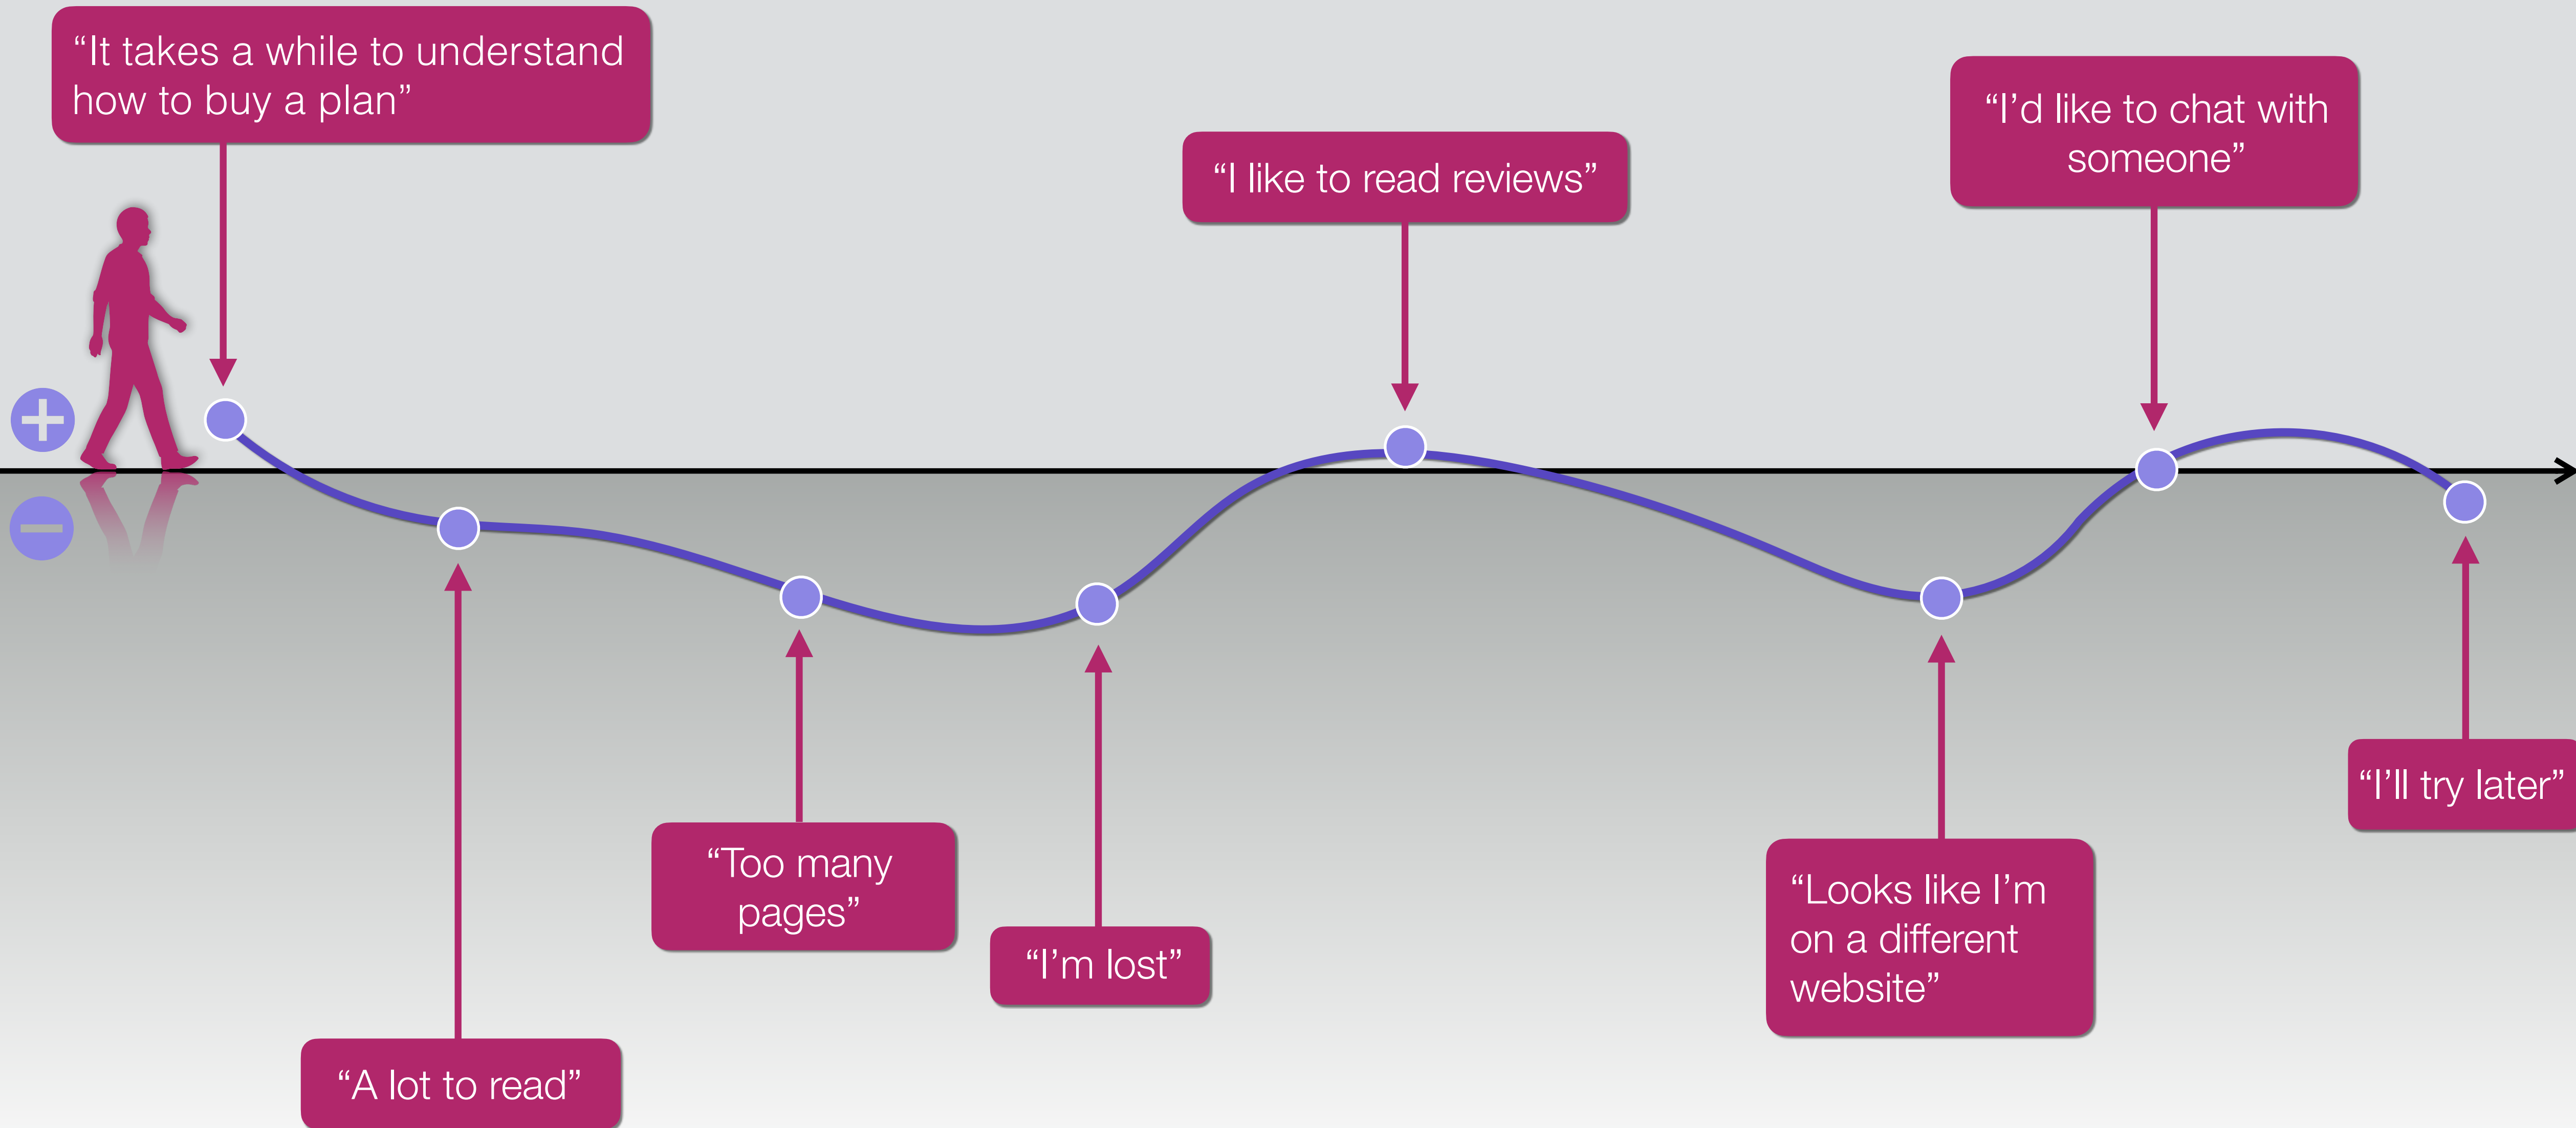 “It takes a while to understand
how to buy a plan”
“I’d like to chat with
someone”
“I like to read reviews”
“I’ll try later”
“Too many
pages”
“Looks like I’m
on a different
website”
“I’m lost”
“A lot to read”